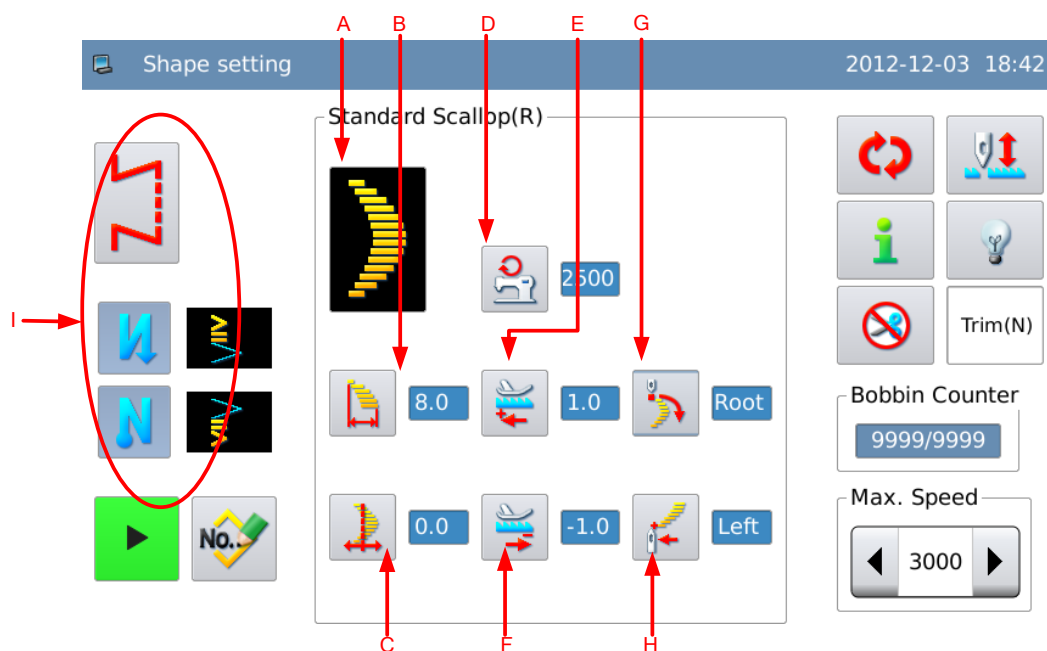 A B D E G
Shape setting
2012-12-03 18:42
Standard Scallop(R)
2500
I
Trim(N)
8.0
1.0
Root
Bobbin Counter
9999/9999
No..
0.0
-1.0
Left
Max. Speed
3000
C F H